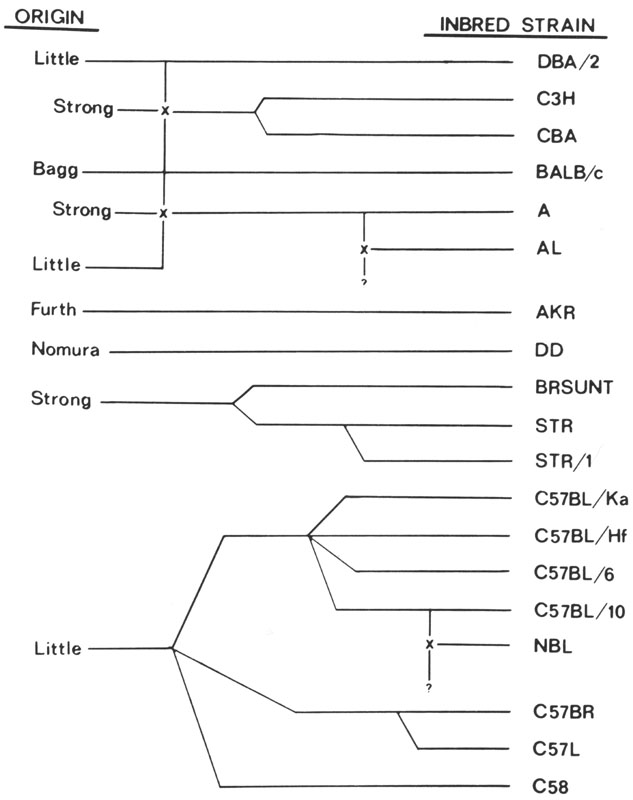 ORIGIN INBRED STRAIN
Little DBA/2
C3H
Strong x
CBA
Bagg BALB/c
Strong x A
x AL
Little
?
Furth AKR
Nomura DD
BRSUNT
Strong
STR
STR/1
C57BL/Ka
C57BL/Hf
C57BL/6
C57BL/10
Little x NBL
?
C57BR
C57L
C58